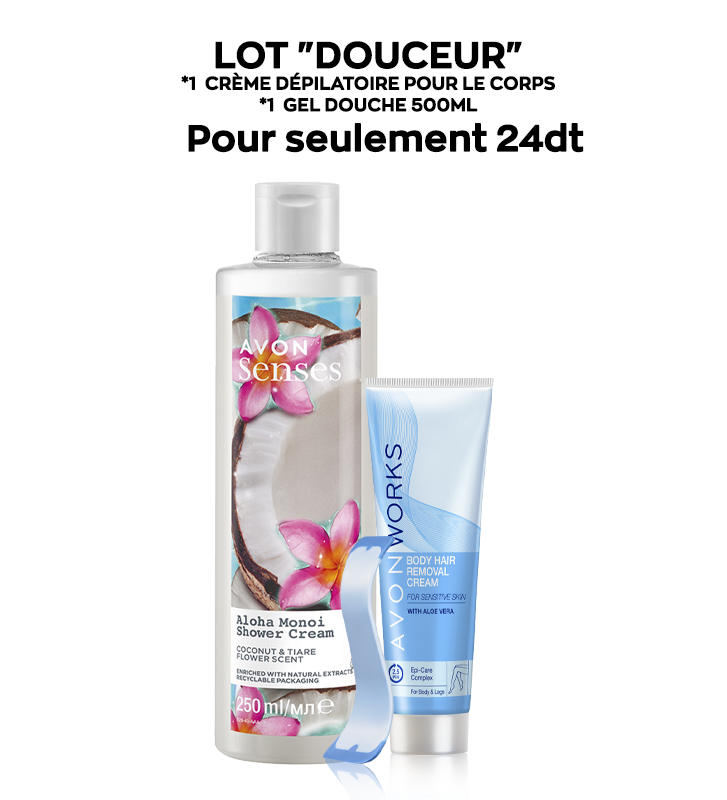 LOT "DOUCEUR"
*1 CRÈME DÉPILATOIRE POUR LE CORPS
*1 GEL DOUCHE 500ML
Pour seulement 24dt
AVON
Senses
Aloha Monoi
Shower Cream
COCONUT & TIARE
FLOWER SCENT
ENRICHED WITH NATURAL EXTRACTS
RECYCLABLE PACKAGING
250 ml/мл ℮
AVON WORKS
BODY HAIR
REMOVAL
CREAM
FOR SENSITIVE SKIN
WITH ALOE VERA
2.5
Epi-Care
Complex
For Body & Legs